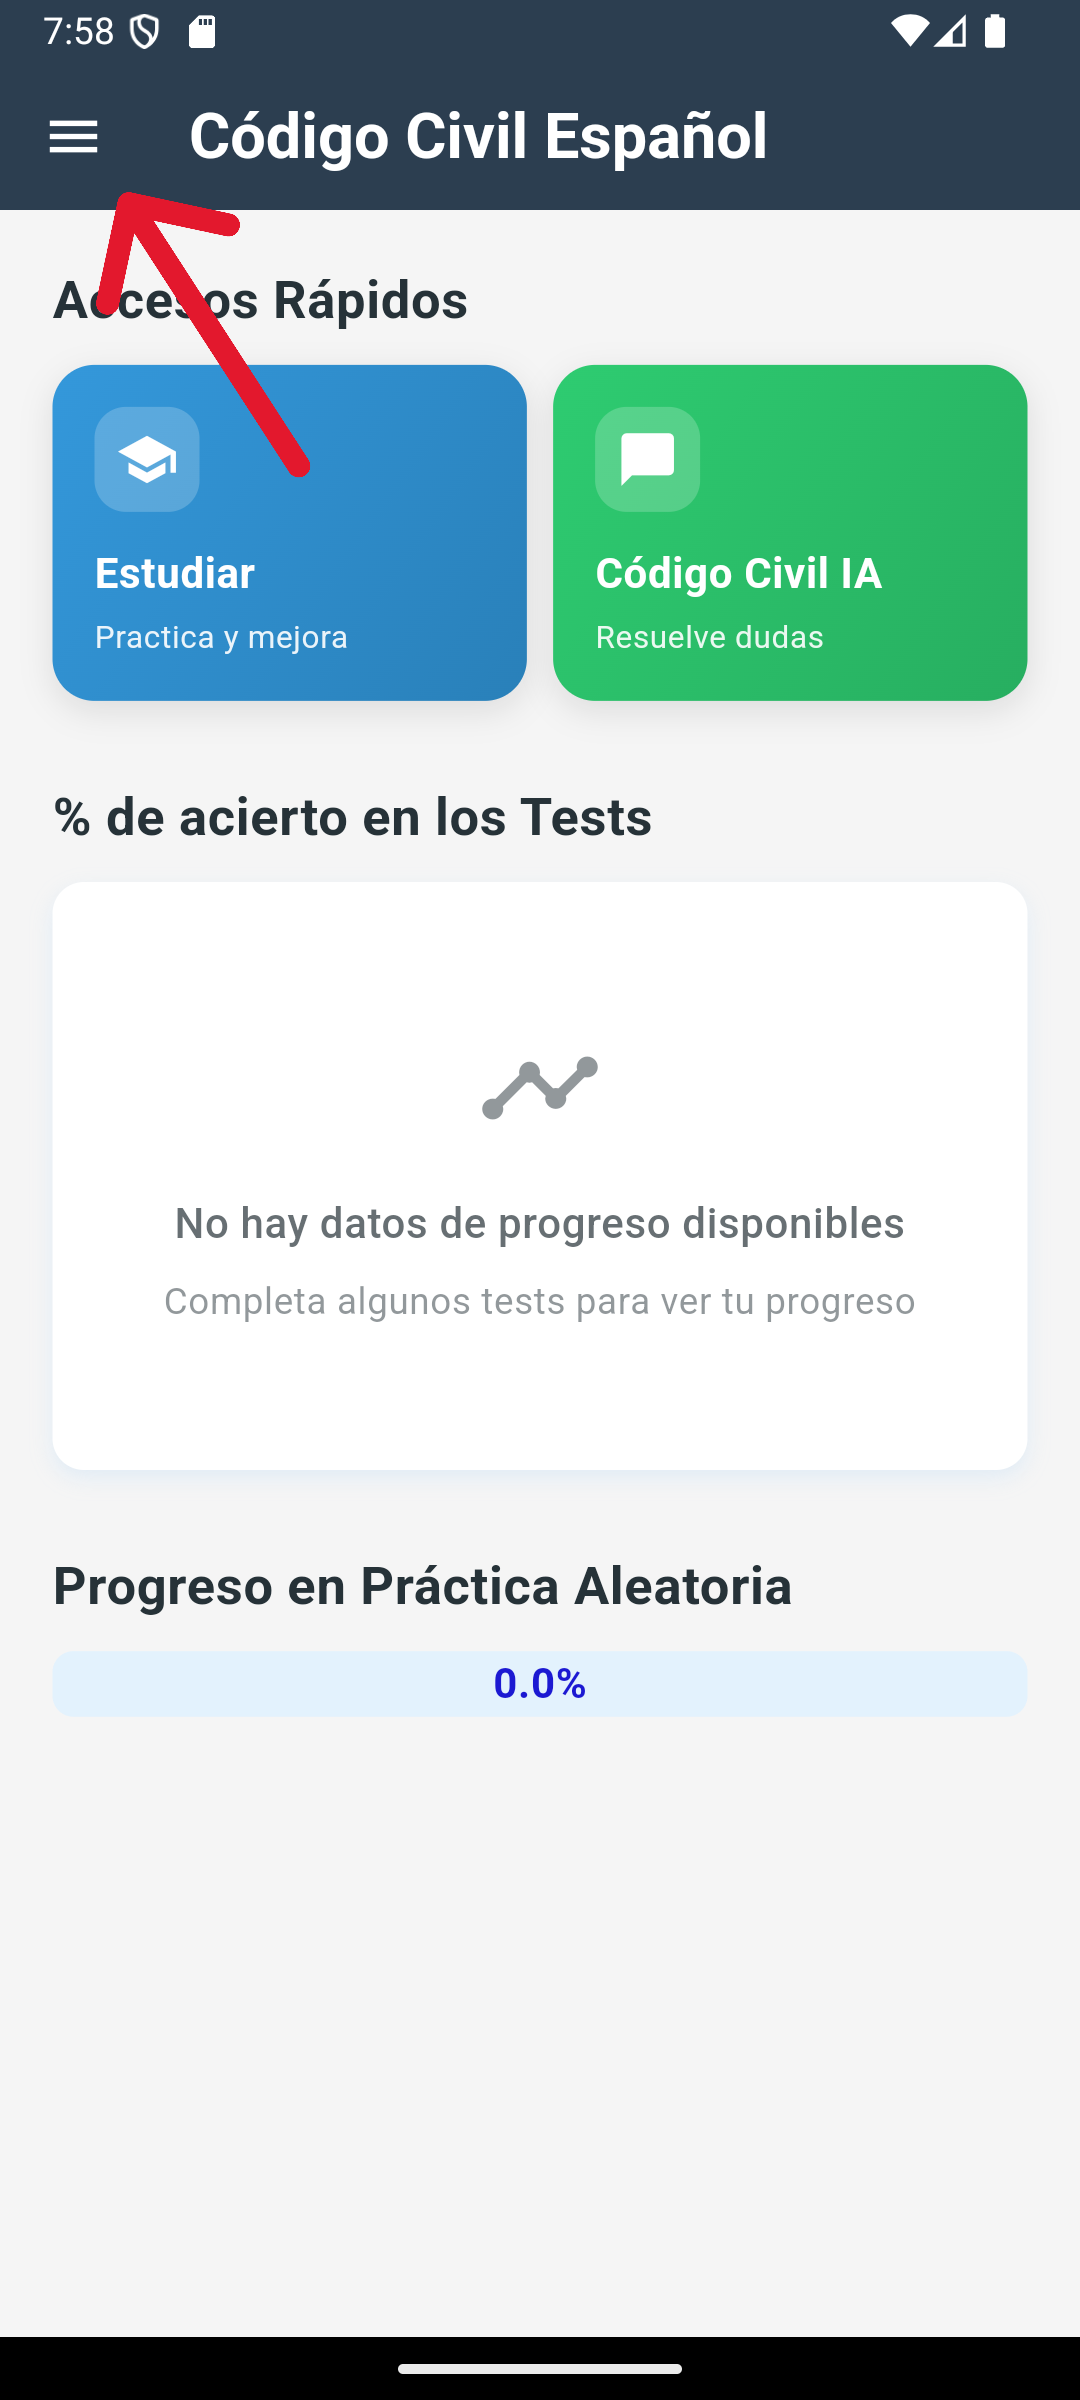 7:58
Código Civil Español
Accesos Rápidos
Estudiar
Código Civil IA
Practica y mejora
Resuelve dudas
% de acierto en los Tests
No hay datos de progreso disponibles
Completa algunos tests para ver tu progreso
Progreso en Práctica Aleatoria
0.0%